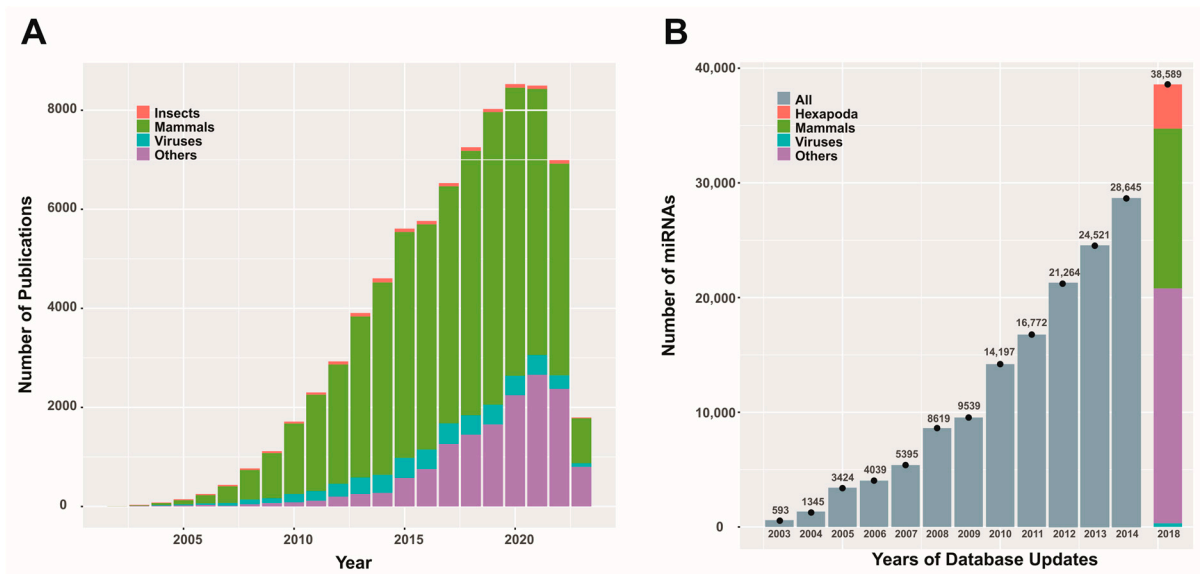 A
Number of Publications
8000
6000
4000
2000
0
Insects
Mammals
Viruses
Others
2005
2010
2015
2020
Year
B
Number of miRNAs
40,000
30,000
20,000
10,000
0
All
Hexapoda
Mammals
Viruses
Others
593
1345
3424
4039
5395
8619
9539
14,197
16,772
21,264
24,521
28,645
38,589
2003
2004
2005
2006
2007
2008
2009
2010
2011
2012
2013
2014
2018
Years of Database Updates